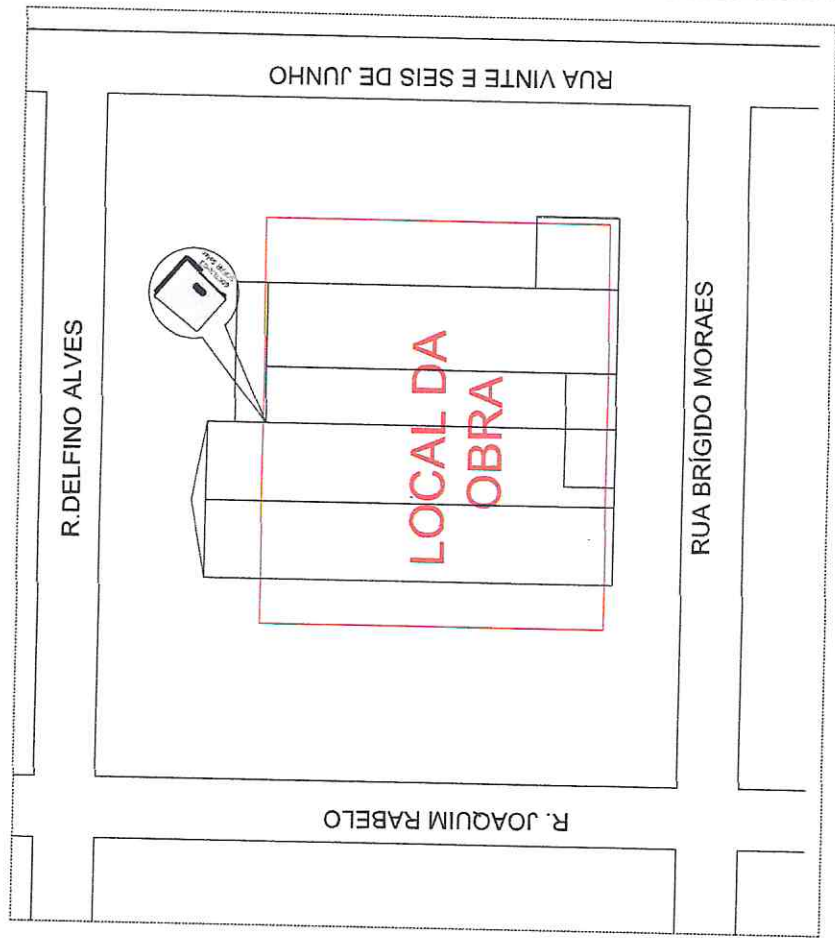 RUA VINTE E SEIS DE JUNHO
R.DELFINO ALVES
LOCAL DA
OBRA
RUA BRÍGIDO MORAES
R. JOAQUIM RABELO